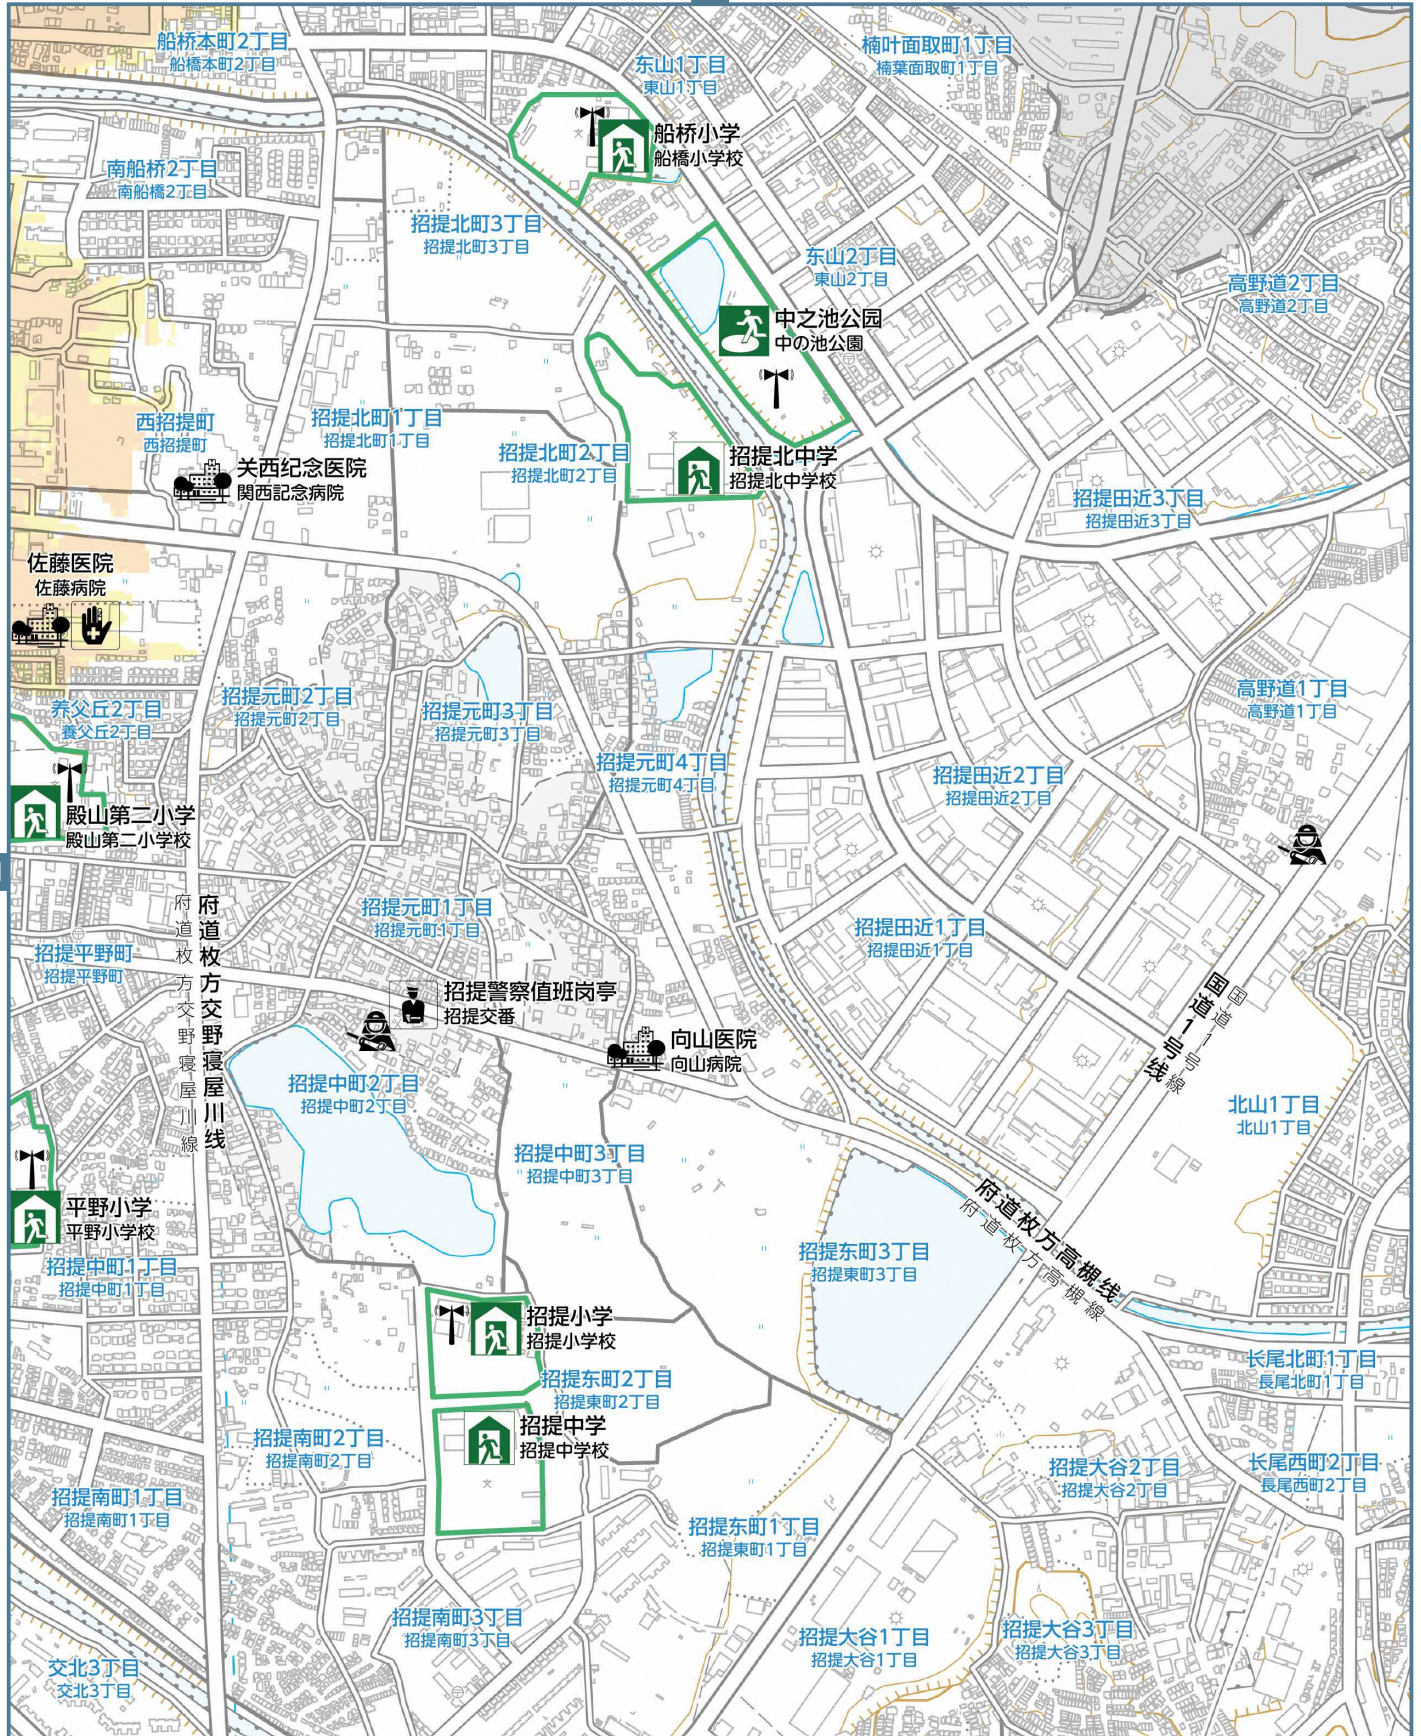 船桥本町2丁目
船橋本町2丁目
东山1丁目
東山1丁目
楠叶面取町1丁目
楠葉面取町1丁目
船桥小学
船橋小学校
南船桥2丁目
南船橋2丁目
招提北町3丁目
招提北町3丁目
东山2丁目
東山2丁目
高野道2丁目
高野道2丁目
中之池公园
中の池公園
西招提町
西招提町
招提北町1丁目
招提北町1丁目
招提北町2丁目
招提北町2丁目
招提北中学
招提北中学校
关西纪念医院
関西記念病院
招提田近3丁目
招提田近3丁目
佐藤医院
佐藤病院
养父丘2丁目
養父丘2丁目
招提元町2丁目
招提元町2丁目
招提元町3丁目
招提元町3丁目
高野道1丁目
高野道1丁目
招提元町4丁目
招提元町4丁目
招提田近2丁目
招提田近2丁目
殿山第二小学
殿山第二小学校
府道枚方交野寝屋川线
府道枚方交野寝屋川線
招提元町1丁目
招提元町1丁目
招提田近1丁目
招提田近1丁目
招提平野町
招提平野町
招提警察值班岗亭
招提交番
国道1号线
国道1号線
向山医院
向山病院
招提中町2丁目
招提中町2丁目
北山1丁目
北山1丁目
招提中町3丁目
招提中町3丁目
平野小学
平野小学校
府道枚方高槻线
府道枚方高槻線
招提东町3丁目
招提東町3丁目
招提中町1丁目
招提中町1丁目
招提小学
招提小学校
招提东町2丁目
招提東町2丁目
长尾北町1丁目
長尾北町1丁目
招提中学
招提中学校
招提南町2丁目
招提南町2丁目
招提大谷2丁目
招提大谷2丁目
长尾西町2丁目
長尾西町2丁目
招提南町1丁目
招提南町1丁目
招提东町1丁目
招提東町1丁目
招提南町3丁目
招提南町3丁目
招提大谷1丁目
招提大谷1丁目
招提大谷3丁目
招提大谷3丁目
交北3丁目
交北3丁目